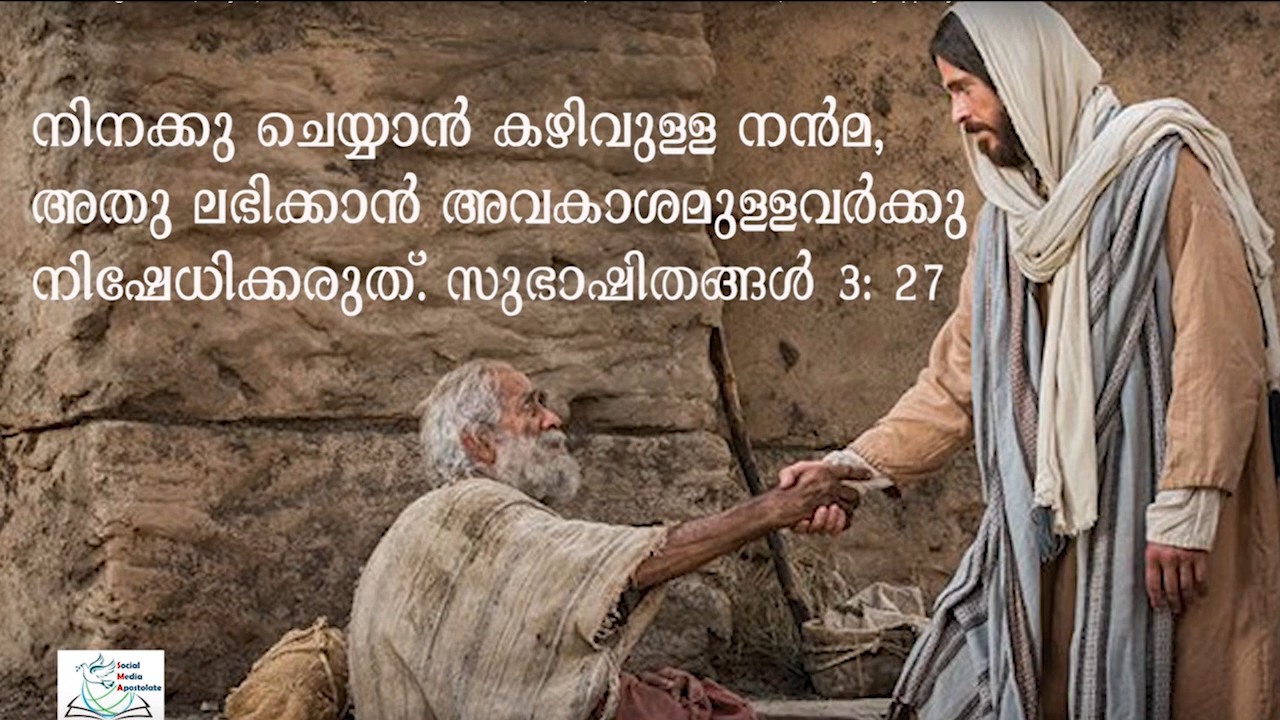 നിനക്കു ചെയ്യാൻ കഴിവുള്ള നൻമ,
അതു ലഭിക്കാൻ അവകാശമുള്ളവർക്കു
നിഷേധിക്കരുത്. സുഭാഷിതങ്ങൾ 3: 27
Social
Media
Apostolate